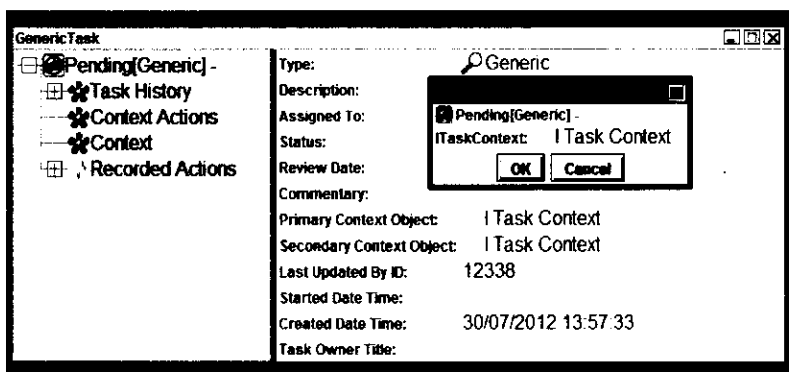 GenericTask
Pending[Generic] -
Task History
Context Actions
Context
Recorded Actions
Type: Generic
Description:
Assigned To:
Status:
Review Date:
Commentary:
Primary Context Object: I Task Context
Secondary Context Object: I Task Context
Last Updated By ID: 12338
Started Date Time:
Created Date Time: 30/07/2012 13:57:33
Task Owner Title:
Pending[Generic] -
ITaskContext: I Task Context
OK Cancel